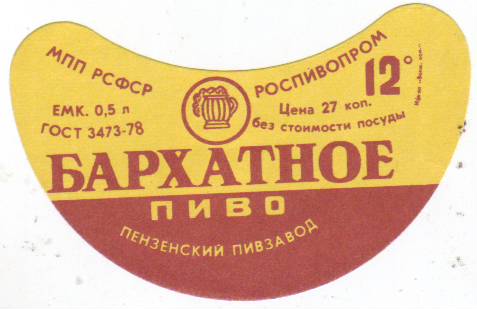 МПП РСФСР
РОСПИВОПРОМ
12°
ЕМК. 0,5 л
ГОСТ 3473-78
Цена 27 коп.
без стоимости посуды
БАРХАТНОЕ
ПИВО
ПЕНЗЕНСКИЙ ПИВЗАВОД